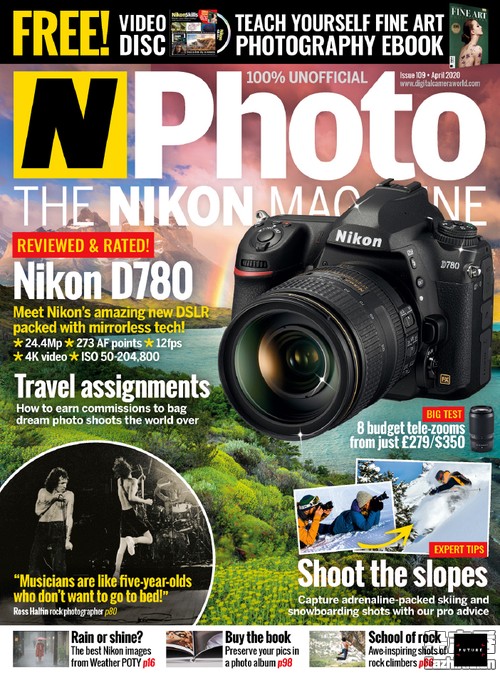 FREE!
VIDEO
DISC
TEACH YOURSELF FINE ART
PHOTOGRAPHY EBOOK
FINE ART
100% UNOFFICIAL
Issue 109 • April 2020
www.digitalcameraworld.com
N Photo
THE NIKON MAGAZINE
REVIEWED & RATED!
Nikon D780
Meet Nikon's amazing new DSLR
packed with mirrorless tech!
★ 24.4Mp ★ 273 AF points ★ 12fps
★ 4K video ★ ISO 50-204,800
Nikon
D780
FX
Travel assignments
How to earn commissions to bag
dream photo shoots the world over
BIG TEST
8 budget tele-zooms
from just £279/$350
"Musicians are like five-year-olds
who don't want to go to bed!"
Ross Halfin rock photographer p80
EXPERT TIPS
Shoot the slopes
Capture adrenaline-packed skiing and
snowboarding shots with our pro advice
Rain or shine?
The best Nikon images
from Weather POTY p16
Buy the book
Preserve your pics in
a photo album p98
School of rock
Awe-inspiring shots of
rock climbers p86
FUTURE